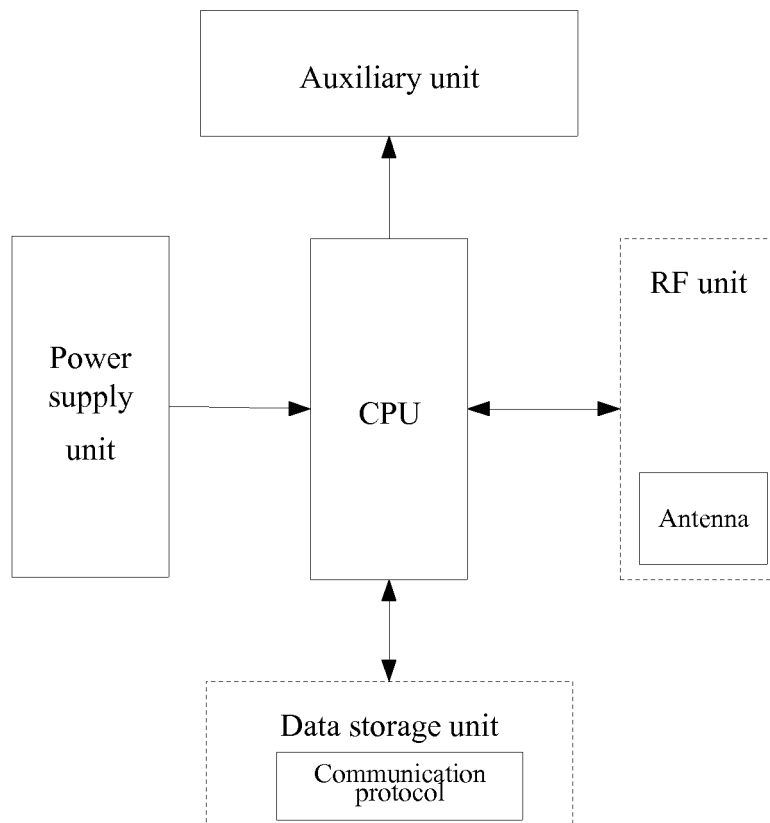 Auxiliary unit
Power
supply
unit
CPU
RF unit
Antenna
Data storage unit
Communication
protocol